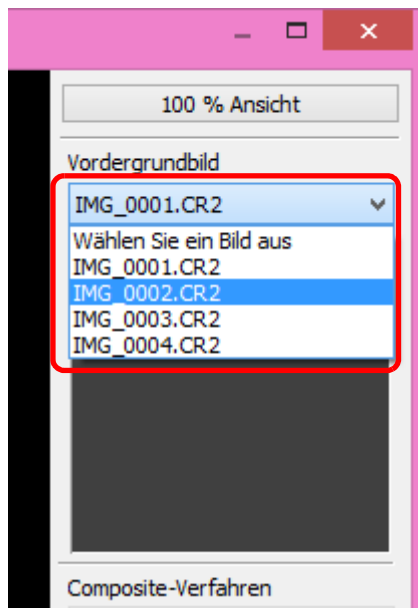 100 % Ansicht
Vordergrundbild
IMG_0001.CR2
Wählen Sie ein Bild aus
IMG_0001.CR2
IMG_0002.CR2
IMG_0003.CR2
IMG_0004.CR2
Composite-Verfahren